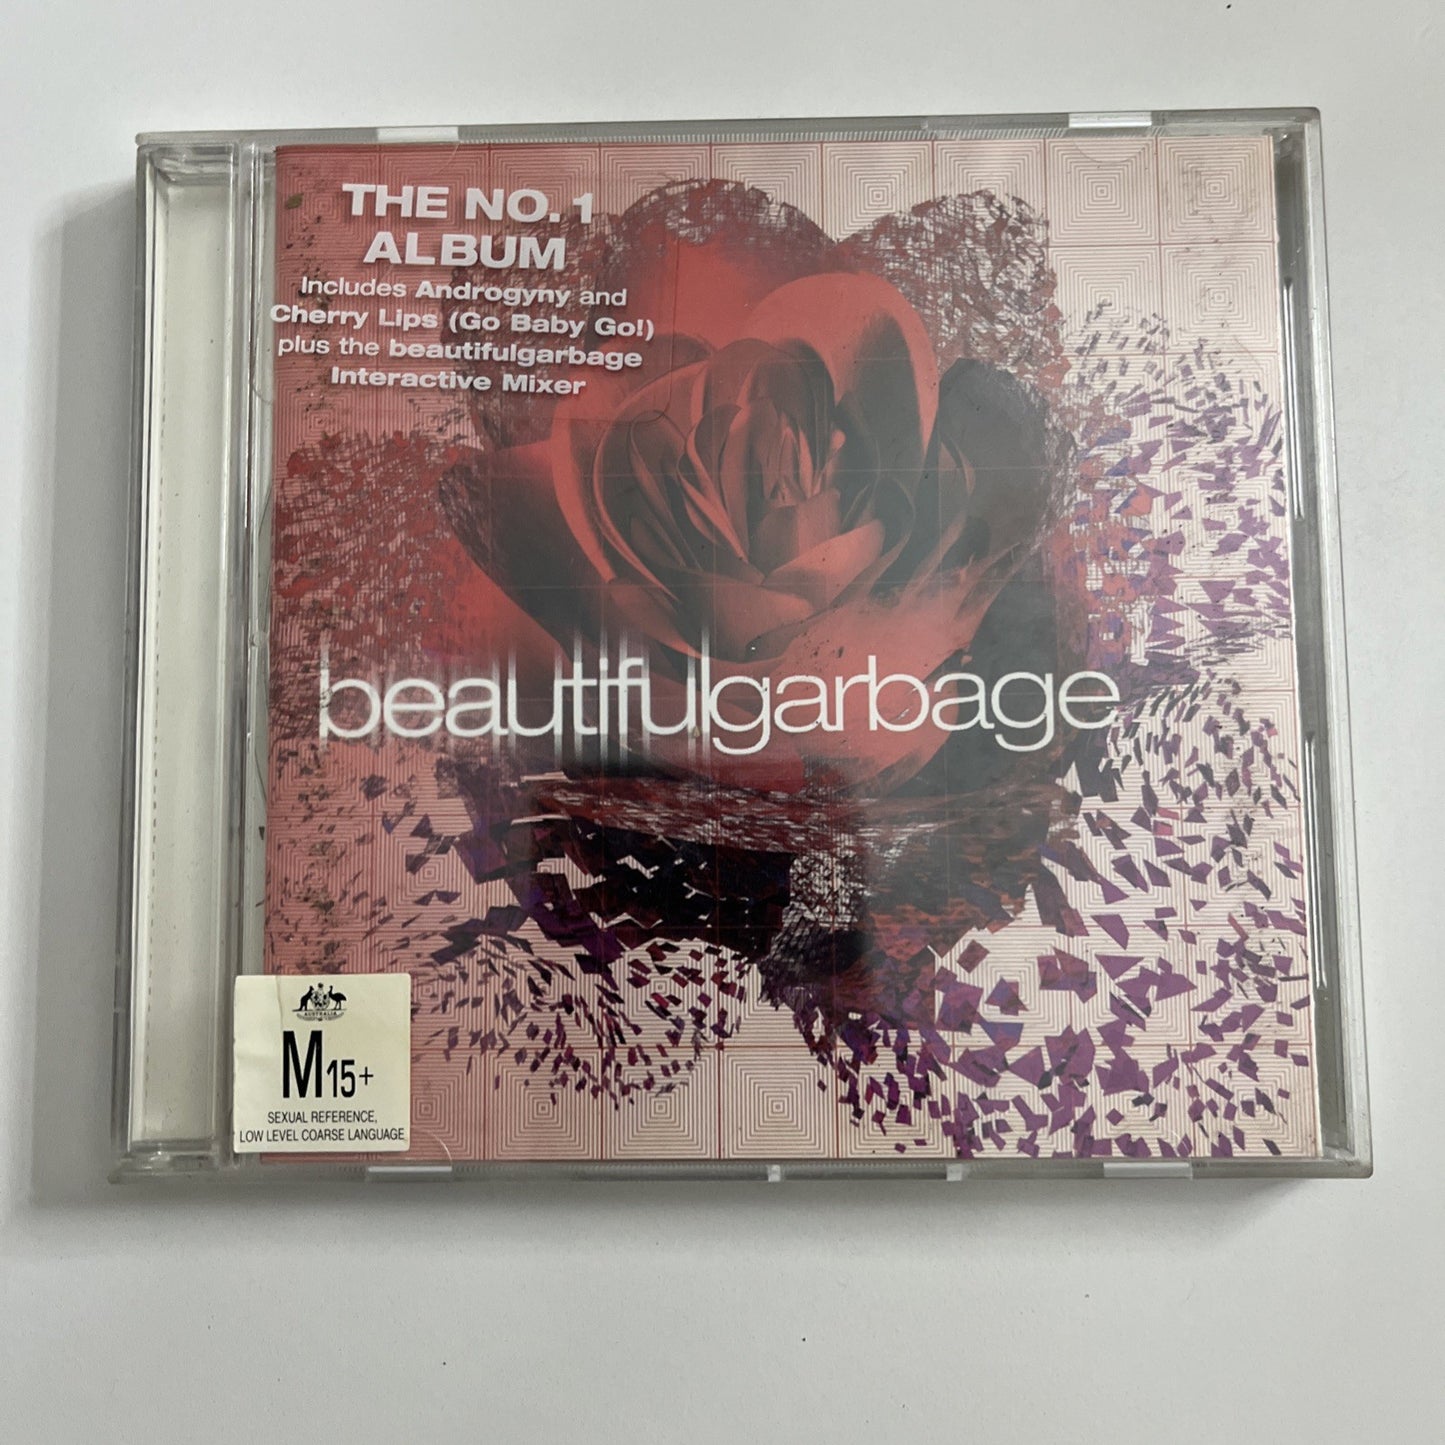 THE NO. 1
ALBUM
Includes Androgyny and
Cherry Lips (Go Baby Go!)
plus the beautifulgarbage
Interactive Mixer
beautifulgarbage
AUSTRALIA
M15+
SEXUAL REFERENCE,
LOW LEVEL COARSE LANGUAGE